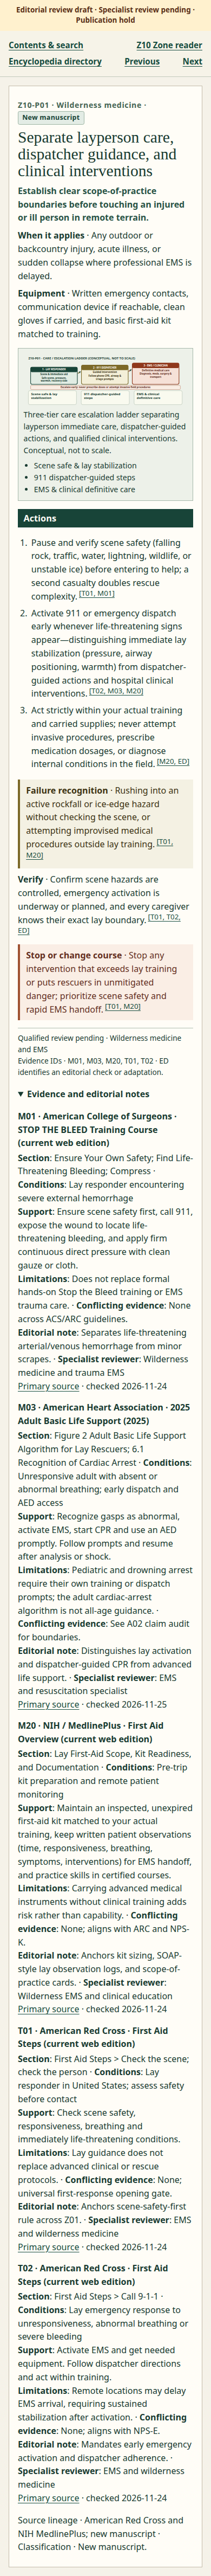 Editorial review draft · Specialist review pending · Publication hold
Contents & search
Z10 Zone reader
Encyclopedia directory
Previous
Next
Z10-P01 · Wilderness medicine ·
New manuscript
Separate layperson care,
dispatcher guidance, and
clinical interventions
Establish clear scope-of-practice
boundaries before touching an injured
or ill person in remote terrain.
When it applies · Any outdoor or
backcountry injury, acute illness, or
sudden collapse where professional EMS is
delayed.
Equipment · Written emergency contacts,
communication device if reachable, clean
gloves if carried, and basic first-aid kit
matched to training.
Three-tier care escalation ladder separating
layperson immediate care, dispatcher-guided
actions, and qualified clinical interventions.
Conceptual, not to scale.
• Scene safe & lay stabilization
• 911 dispatcher-guided steps
• EMS & clinical definitive care
Actions
1. Pause and verify scene safety (falling
rock, traffic, water, lightning, wildlife, or
unstable ice) before entering to help; a
second casualty doubles rescue
complexity. [T01, M01]
2. Activate 911 or emergency dispatch
early whenever life-threatening signs
appear—distinguishing immediate lay
stabilization (pressure, airway
positioning, warmth) from dispatcher-
guided actions and hospital clinical
interventions. [T02, M03, M20]
3. Act strictly within your actual training
and carried supplies; never attempt
invasive procedures, prescribe
medication dosages, or diagnose
internal conditions in the field. [M20, ED]
Failure recognition · Rushing into an
active rockfall or ice-edge hazard
without checking the scene, or
attempting improvised medical
procedures outside lay training. [T01,
M20]
Verify · Confirm scene hazards are
controlled, emergency activation is
underway or planned, and every caregiver
knows their exact lay boundary. [T01, T02,
ED]
Stop or change course · Stop any
intervention that exceeds lay training
or puts rescuers in unmitigated
danger; prioritize scene safety and
rapid EMS handoff. [T01, M20]
Qualified review pending · Wilderness medicine
and EMS
Evidence IDs · M01, M03, M20, T01, T02 · ED
identifies an editorial check or adaptation.
▼ Evidence and editorial notes
M01 · American College of Surgeons ·
STOP THE BLEED Training Course
(current web edition)
Section: Ensure Your Own Safety; Find Life-
Threatening Bleeding; Compress ·
Conditions: Lay responder encountering
severe external hemorrhage
Support: Ensure scene safety first, call 911,
expose the wound to locate life-
threatening bleeding, and apply firm
continuous direct pressure with clean
gauze or cloth.
Limitations: Does not replace formal
hands-on Stop the Bleed training or EMS
trauma care. · Conflicting evidence: None
across ACS/ARC guidelines.
Editorial note: Separates life-threatening
arterial/venous hemorrhage from minor
scrapes. · Specialist reviewer: Wilderness
medicine and trauma EMS
Primary source · checked 2026-11-24
M03 · American Heart Association · 2025
Adult Basic Life Support (2025)
Section: Figure 2 Adult Basic Life Support
Algorithm for Lay Rescuers; 6.1
Recognition of Cardiac Arrest · Conditions:
Unresponsive adult with absent or
abnormal breathing; early dispatch and
AED access
Support: Recognize gasps as abnormal,
activate EMS, start CPR and use an AED
promptly. Follow prompts and resume
after analysis or shock.
Limitations: Pediatric and drowning arrest
require their own training or dispatch
prompts; the adult cardiac-arrest
algorithm is not all-age guidance. ·
Conflicting evidence: See A02 claim audit
for boundaries.
Editorial note: Distinguishes lay activation
and dispatcher-guided CPR from advanced
life support. · Specialist reviewer: EMS
and resuscitation specialist
Primary source · checked 2026-11-25
M20 · NIH / MedlinePlus · First Aid
Overview (current web edition)
Section: Lay First-Aid Scope, Kit Readiness,
and Documentation · Conditions: Pre-trip
kit preparation and remote patient
monitoring
Support: Maintain an inspected, unexpired
first-aid kit matched to your actual
training, keep written patient observations
(time, responsiveness, breathing,
symptoms, interventions) for EMS handoff,
and practice skills in certified courses.
Limitations: Carrying advanced medical
instruments without clinical training adds
risk rather than capability. · Conflicting
evidence: None; aligns with ARC and NPS-
K.
Editorial note: Anchors kit sizing, SOAP-
style lay observation logs, and scope-of-
practice cards. · Specialist reviewer:
Wilderness EMS and clinical education
Primary source · checked 2026-11-24
T01 · American Red Cross · First Aid
Steps (current web edition)
Section: First Aid Steps > Check the scene;
check the person · Conditions: Lay
responder in United States; assess safety
before contact
Support: Check scene safety,
responsiveness, breathing and
immediately life-threatening conditions.
Limitations: Lay guidance does not
replace advanced clinical or rescue
protocols. · Conflicting evidence: None;
universal first-response opening gate.
Editorial note: Anchors scene-safety-first
rule across Z01. · Specialist reviewer: EMS
and wilderness medicine
Primary source · checked 2026-11-24
T02 · American Red Cross · First Aid
Steps (current web edition)
Section: First Aid Steps > Call 9-1-1 ·
Conditions: Lay emergency response to
unresponsiveness, abnormal breathing or
severe bleeding
Support: Activate EMS and get needed
equipment. Follow dispatcher directions
and act within training.
Limitations: Remote locations may delay
EMS arrival, requiring sustained
stabilization after activation. · Conflicting
evidence: None; aligns with NPS-E.
Editorial note: Mandates early emergency
activation and dispatcher adherence. ·
Specialist reviewer: EMS and wilderness
medicine
Primary source · checked 2026-11-24
Source lineage · American Red Cross and
NIH MedlinePlus; new manuscript ·
Classification · New manuscript.